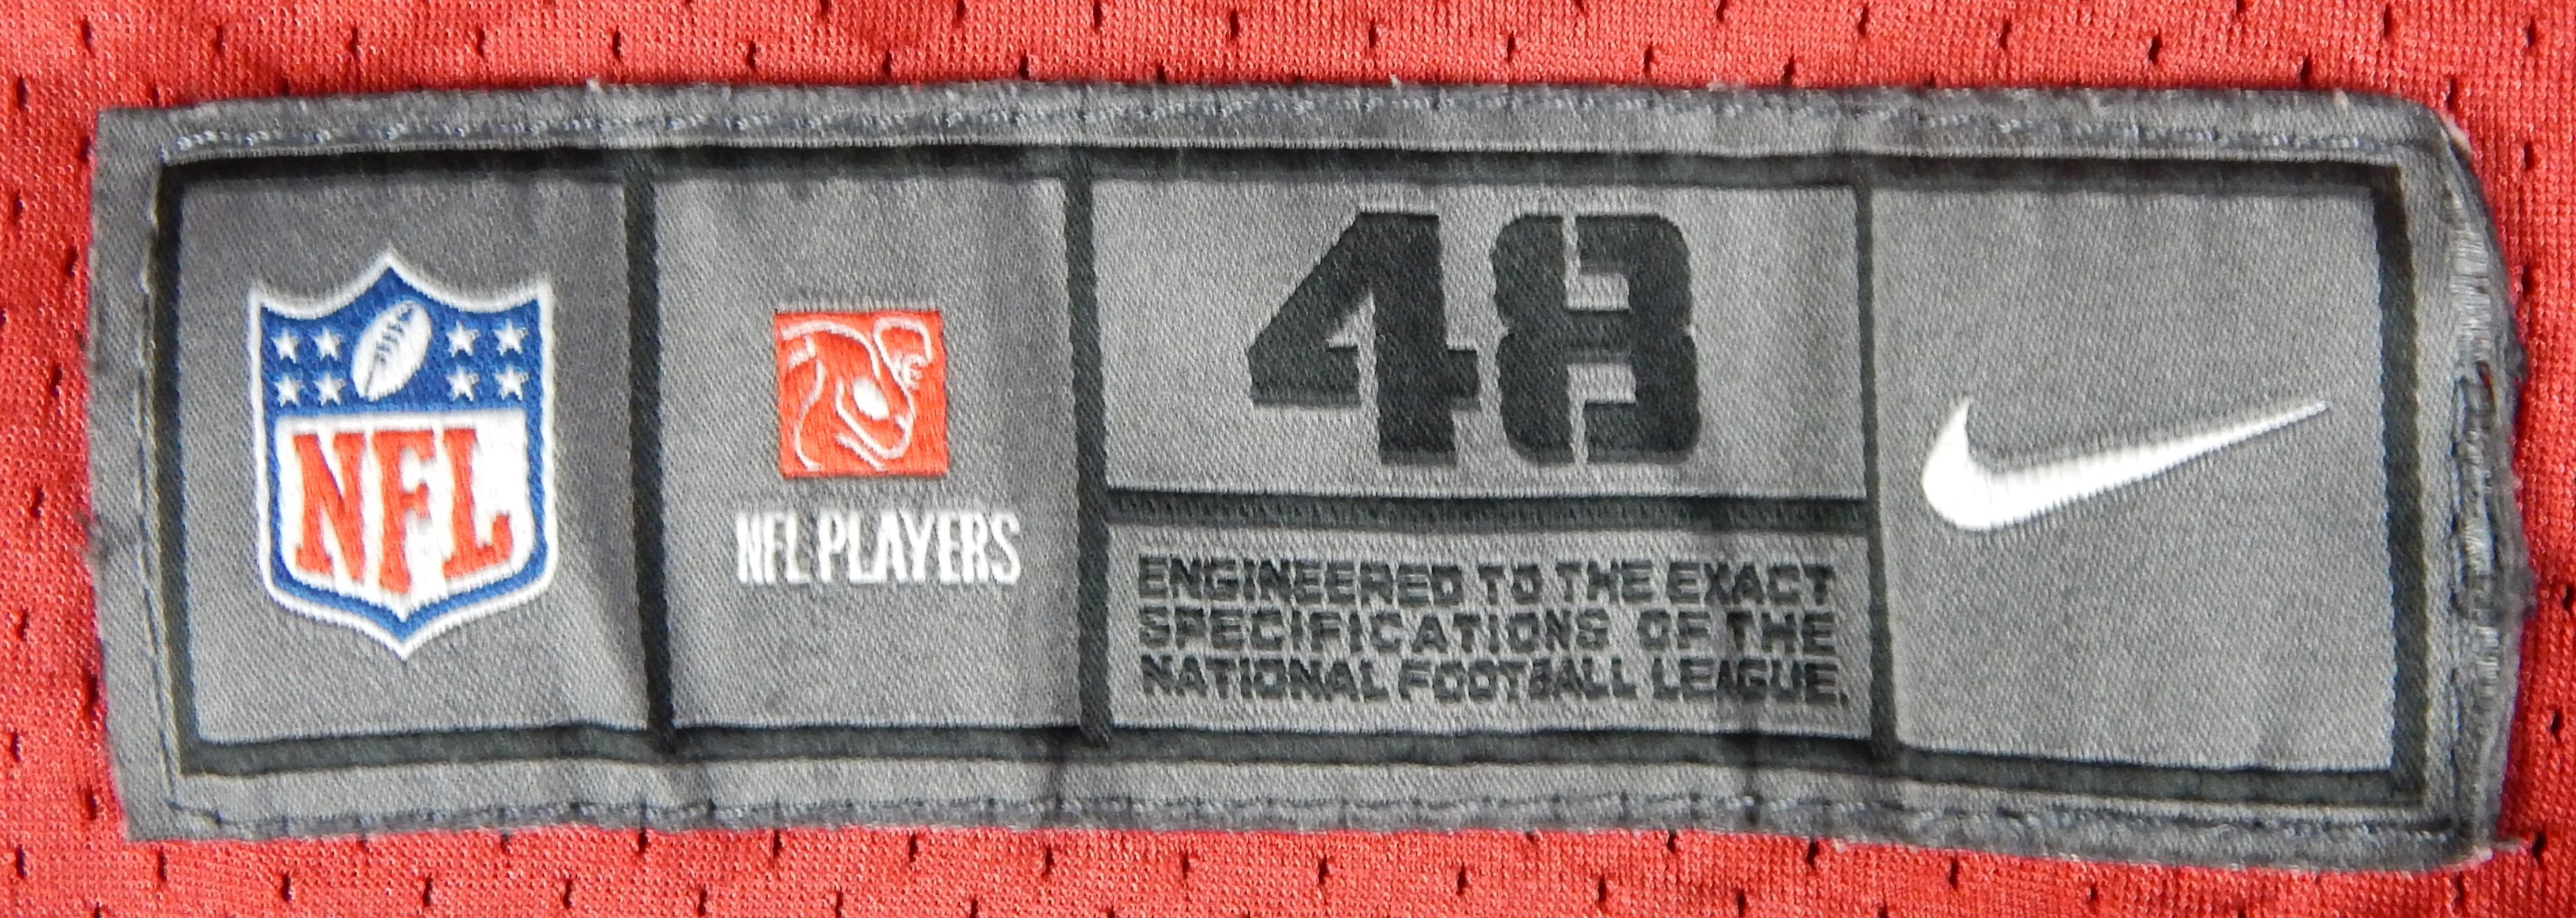 NFL
NFL PLAYERS
48
ENGINEERED TO THE EXACT
SPECIFICATIONS OF THE
NATIONAL FOOTBALL LEAGUE.